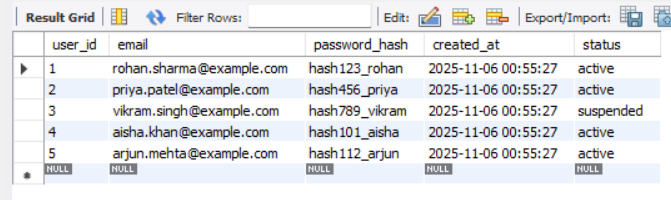 Result Grid Filter Rows: Edit: Export/Import:
user_id email password_hash created_at status
1 rohan.sharma@example.com hash123_rohan 2025-11-06 00:55:27 active
2 priya.patel@example.com hash456_priya 2025-11-06 00:55:27 active
3 vikram.singh@example.com hash789_vikram 2025-11-06 00:55:27 suspended
4 aisha.khan@example.com hash101_aisha 2025-11-06 00:55:27 active
5 arjun.mehta@example.com hash112_arjun 2025-11-06 00:55:27 active
NULL NULL NULL NULL NULL